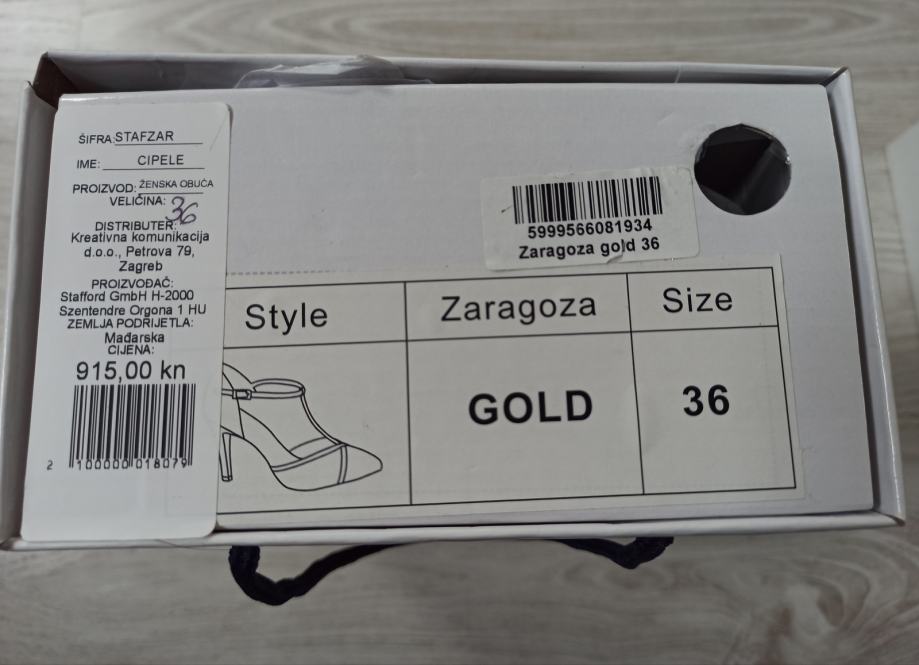 ŠIFRA: STAFZAR
IME: CIPELE
PROIZVOD: ŽENSKA OBUĆA
VELIČINA: 36
DISTRIBUTER:
Kreativna komunikacija
d.o.o., Petrova 79,
Zagreb
PROIZVOĐAČ:
Stafford GmbH H-2000
Szentendre Orgona 1 HU
ZEMLJA PODRIJETLA:
Mađarska
CIJENA:
915,00 kn
2 100000 018079
5999566081934
Zaragoza gold 36
Style Zaragoza Size
GOLD 36